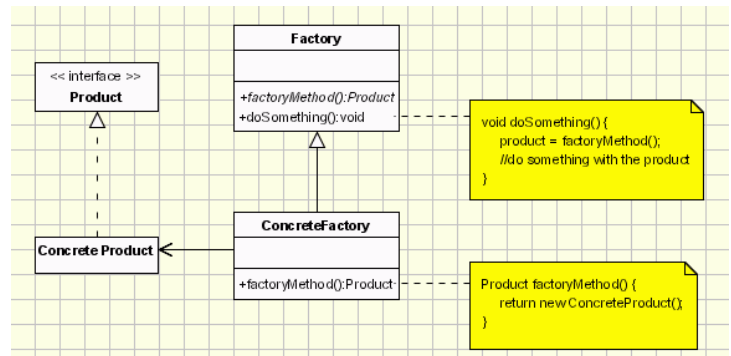 Factory
<< interface >>
Product
+factoryMethod():Product
+doSomething():void
void doSomething() {
product = factoryMethod();
//do something with the product
}
ConcreteFactory
Concrete Product
+factoryMethod():Product
Product factoryMethod() {
return new ConcreteProduct();
}